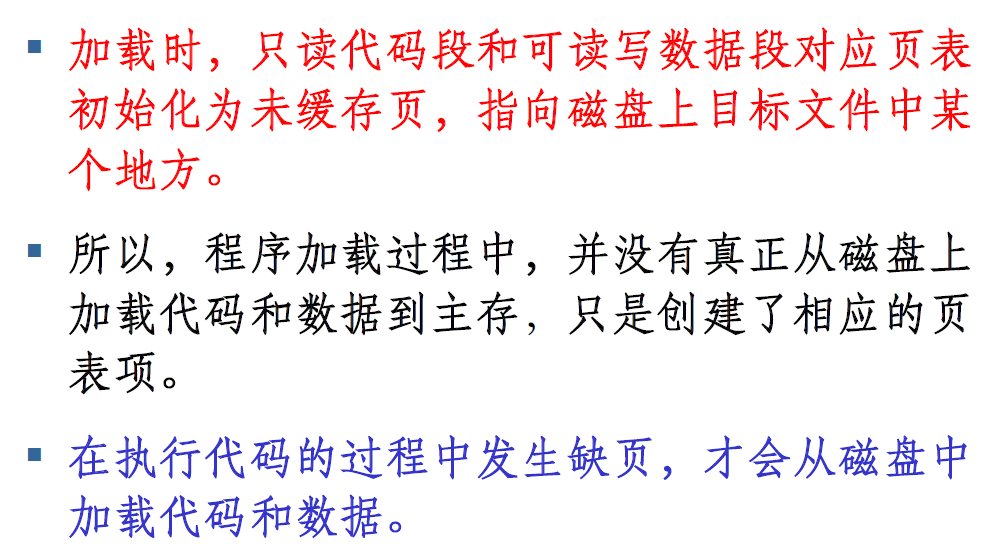 加载时，只读代码段和可读写数据段对应页表
初始化为未缓存页，指向磁盘上目标文件中某
个地方。
所以，程序加载过程中，并没有真正从磁盘上
加载代码和数据到主存，只是创建了相应的页
表项。
在执行代码的过程中发生缺页，才会从磁盘中
加载代码和数据。